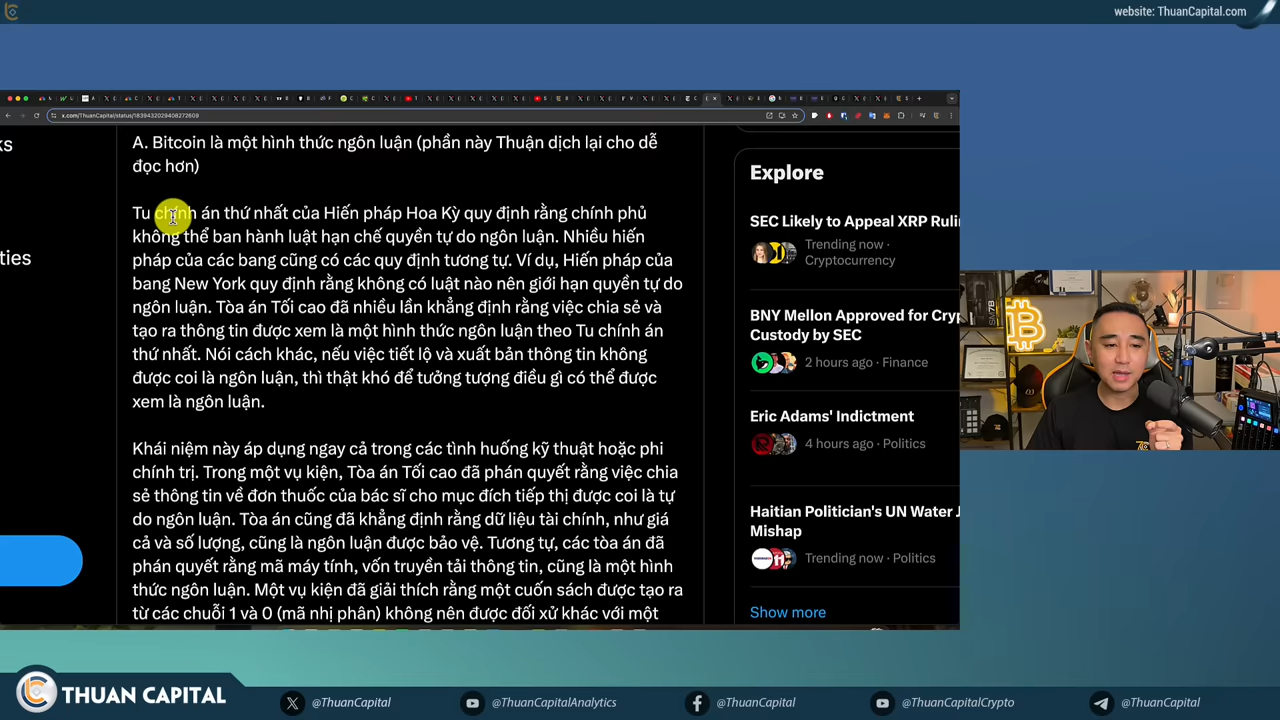 website: ThuanCapital.com
x.com/ThuanCapital/status/1839432029408272609
ks
A. Bitcoin là một hình thức ngôn luận (phần này Thuận dịch lại cho dễ
đọc hơn)
Tu chính án thứ nhất của Hiến pháp Hoa Kỳ quy định rằng chính phủ
không thể ban hành luật hạn chế quyền tự do ngôn luận. Nhiều hiến
ties
pháp của các bang cũng có các quy định tương tự. Ví dụ, Hiến pháp của
bang New York quy định rằng không có luật nào nên giới hạn quyền tự do
ngôn luận. Tòa án Tối cao đã nhiều lần khẳng định rằng việc chia sẻ và
tạo ra thông tin được xem là một hình thức ngôn luận theo Tu chính án
thứ nhất. Nói cách khác, nếu việc tiết lộ và xuất bản thông tin không
được coi là ngôn luận, thì thật khó để tưởng tượng điều gì có thể được
xem là ngôn luận.
Khái niệm này áp dụng ngay cả trong các tình huống kỹ thuật hoặc phi
chính trị. Trong một vụ kiện, Tòa án Tối cao đã phán quyết rằng việc chia
sẻ thông tin về đơn thuốc của bác sĩ cho mục đích tiếp thị được coi là tự
do ngôn luận. Tòa án cũng đã khẳng định rằng dữ liệu tài chính, như giá
cả và số lượng, cũng là ngôn luận được bảo vệ. Tương tự, các tòa án đã
phán quyết rằng mã máy tính, vốn truyền tải thông tin, cũng là một hình
thức ngôn luận. Một vụ kiện đã giải thích rằng một cuốn sách được tạo ra
từ các chuỗi 1 và 0 (mã nhị phân) không nên được đối xử khác với một
Explore
SEC Likely to Appeal XRP Rulin
Trending now ·
Cryptocurrency
BNY Mellon Approved for Cryp
Custody by SEC
2 hours ago · Finance
Eric Adams' Indictment
4 hours ago · Politics
Haitian Politician's UN Water J
Mishap
Trending now · Politics
Show more
THUAN CAPITAL
@ThuanCapital
@ThuanCapitalAnalytics
@ThuanCapital
@ThuanCapitalCrypto
@ThuanCapital